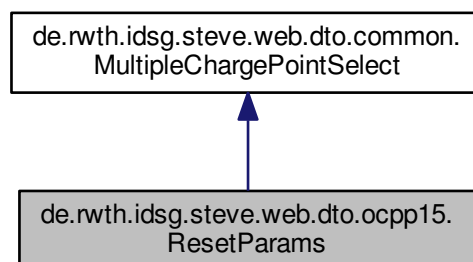 de.rwth.idsg.steve.web.dto.common.
MultipleChargePointSelect
de.rwth.idsg.steve.web.dto.ocpp15.
ResetParams